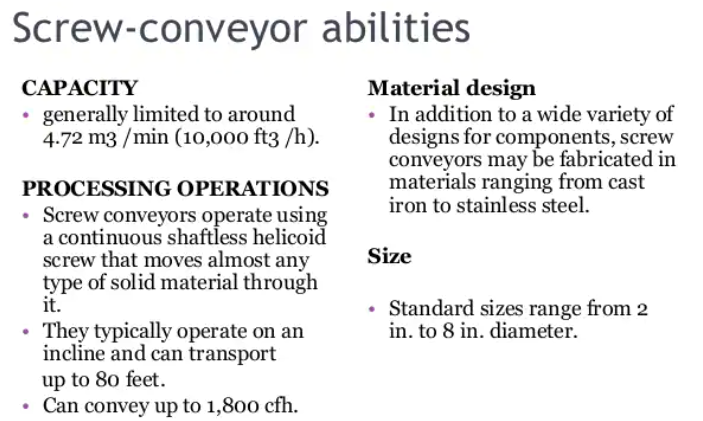 Screw-conveyor abilities
CAPACITY
• generally limited to around
4.72 m3 /min (10,000 ft3 /h).
PROCESSING OPERATIONS
• Screw conveyors operate using
a continuous shaftless helicoid
screw that moves almost any
type of solid material through
it.
• They typically operate on an
incline and can transport
up to 80 feet.
• Can convey up to 1,800 cfh.
Material design
• In addition to a wide variety of
designs for components, screw
conveyors may be fabricated in
materials ranging from cast
iron to stainless steel.
Size
• Standard sizes range from 2
in. to 8 in. diameter.